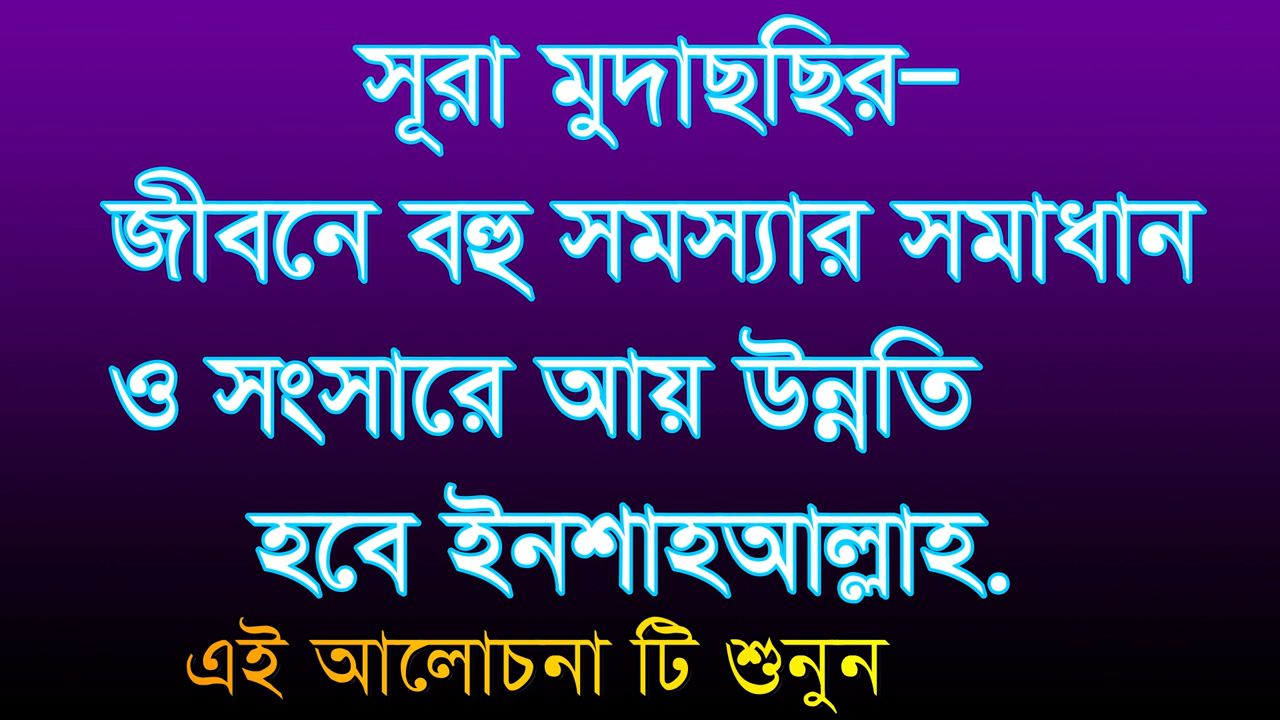 সূরা মুদাছছির–
জীবনে বহু সমস্যার সমাধান
ও সংসারে আয় উন্নতি
হবে ইনশাহআল্লাহ.
এই আলোচনা টি শুনুন